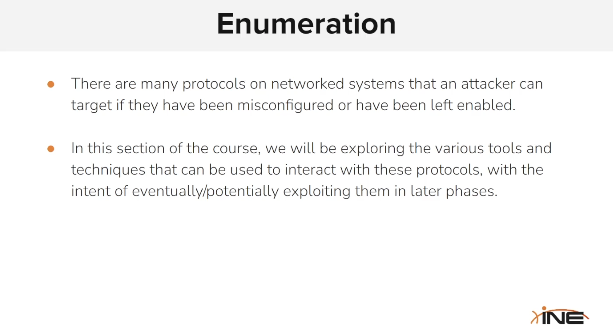 Enumeration
● There are many protocols on networked systems that an attacker can
target if they have been misconfigured or have been left enabled.
● In this section of the course, we will be exploring the various tools and
techniques that can be used to interact with these protocols, with the
intent of eventually/potentially exploiting them in later phases.
INE